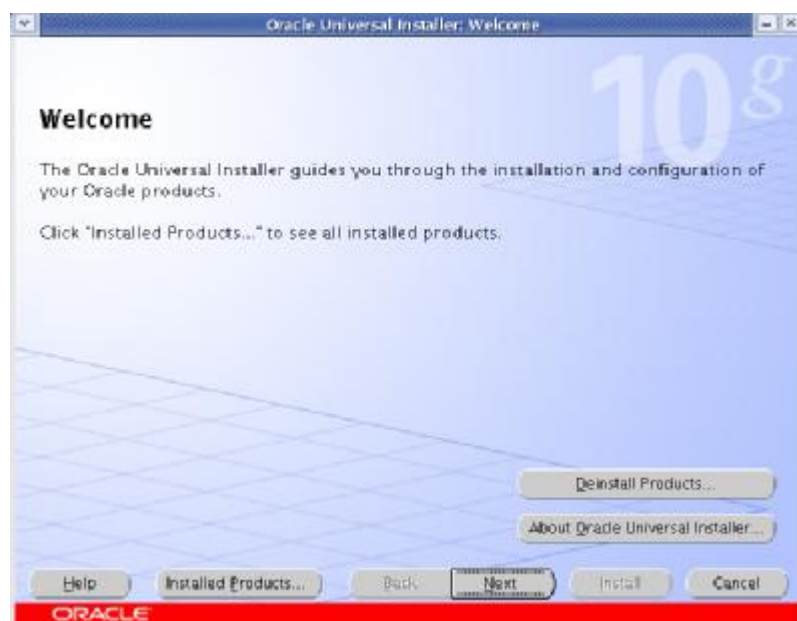 Oracle Universal Installer: Welcome
10g
Welcome
The Oracle Universal Installer guides you through the installation and configuration of
your Oracle products.
Click "Installed Products..." to see all installed products.
Deinstall Products...
About Oracle Universal Installer...
Help Installed Products... Back Next Install Cancel
ORACLE